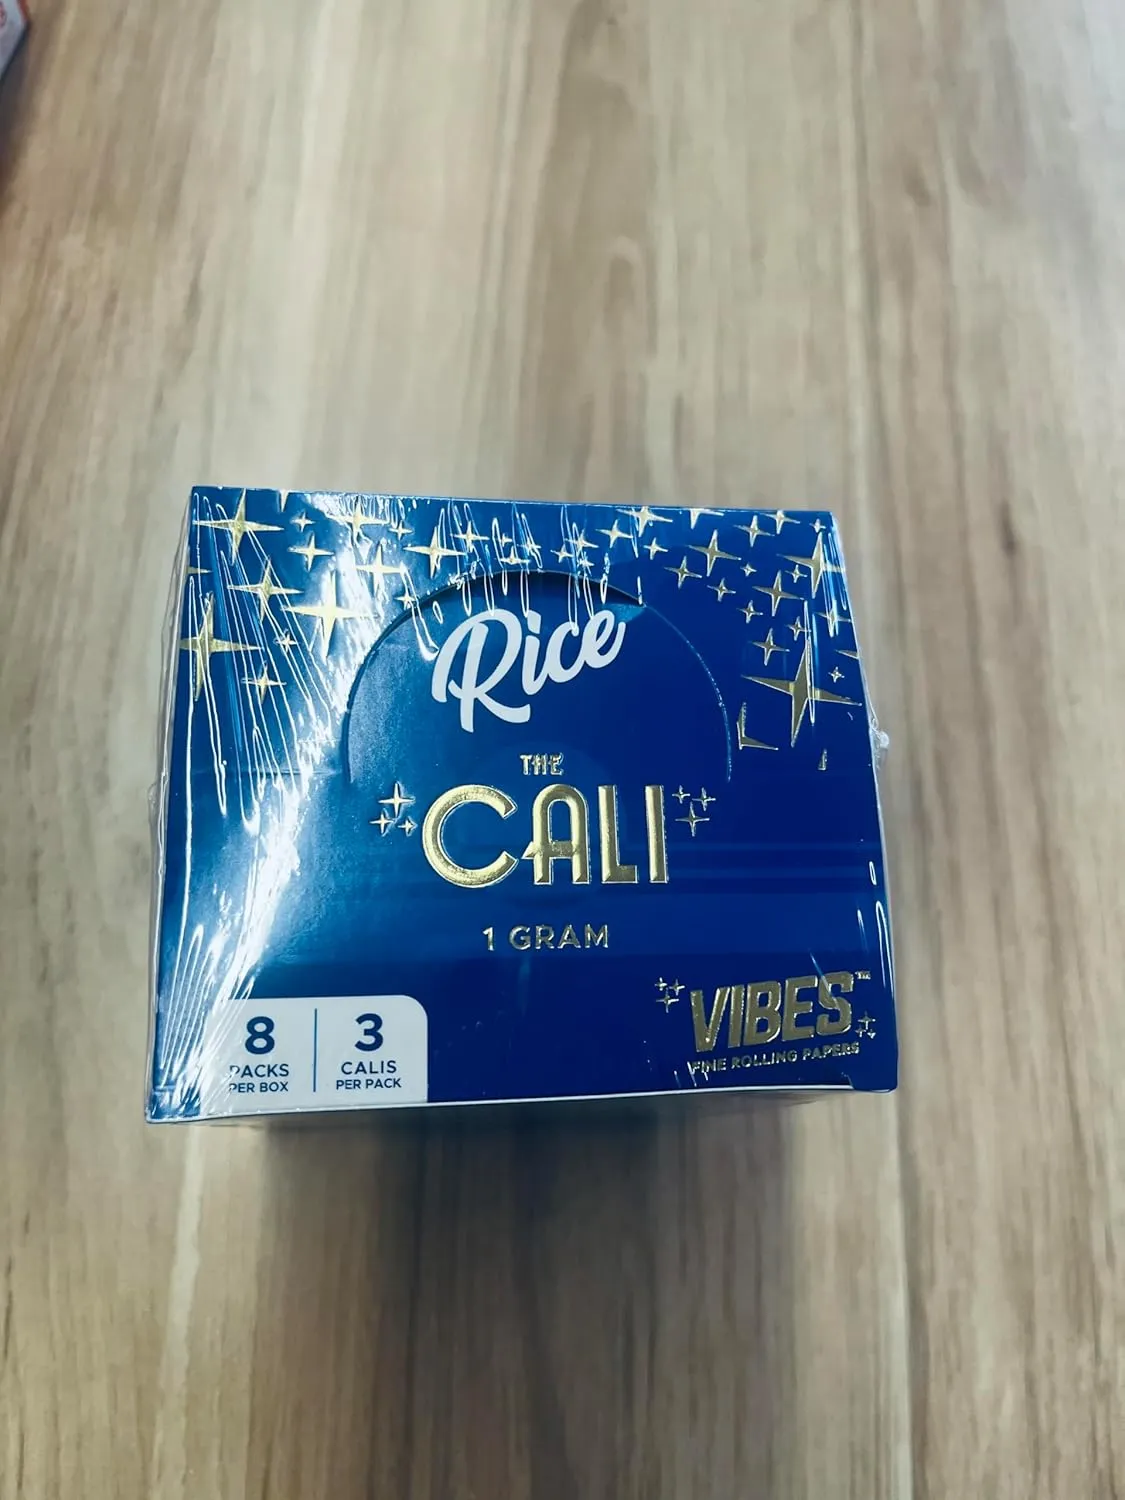 Rice
THE
CALI
1 GRAM
8
PACKS
PER BOX
3
CALIS
PER PACK
VIBES™
FINE ROLLING PAPERS